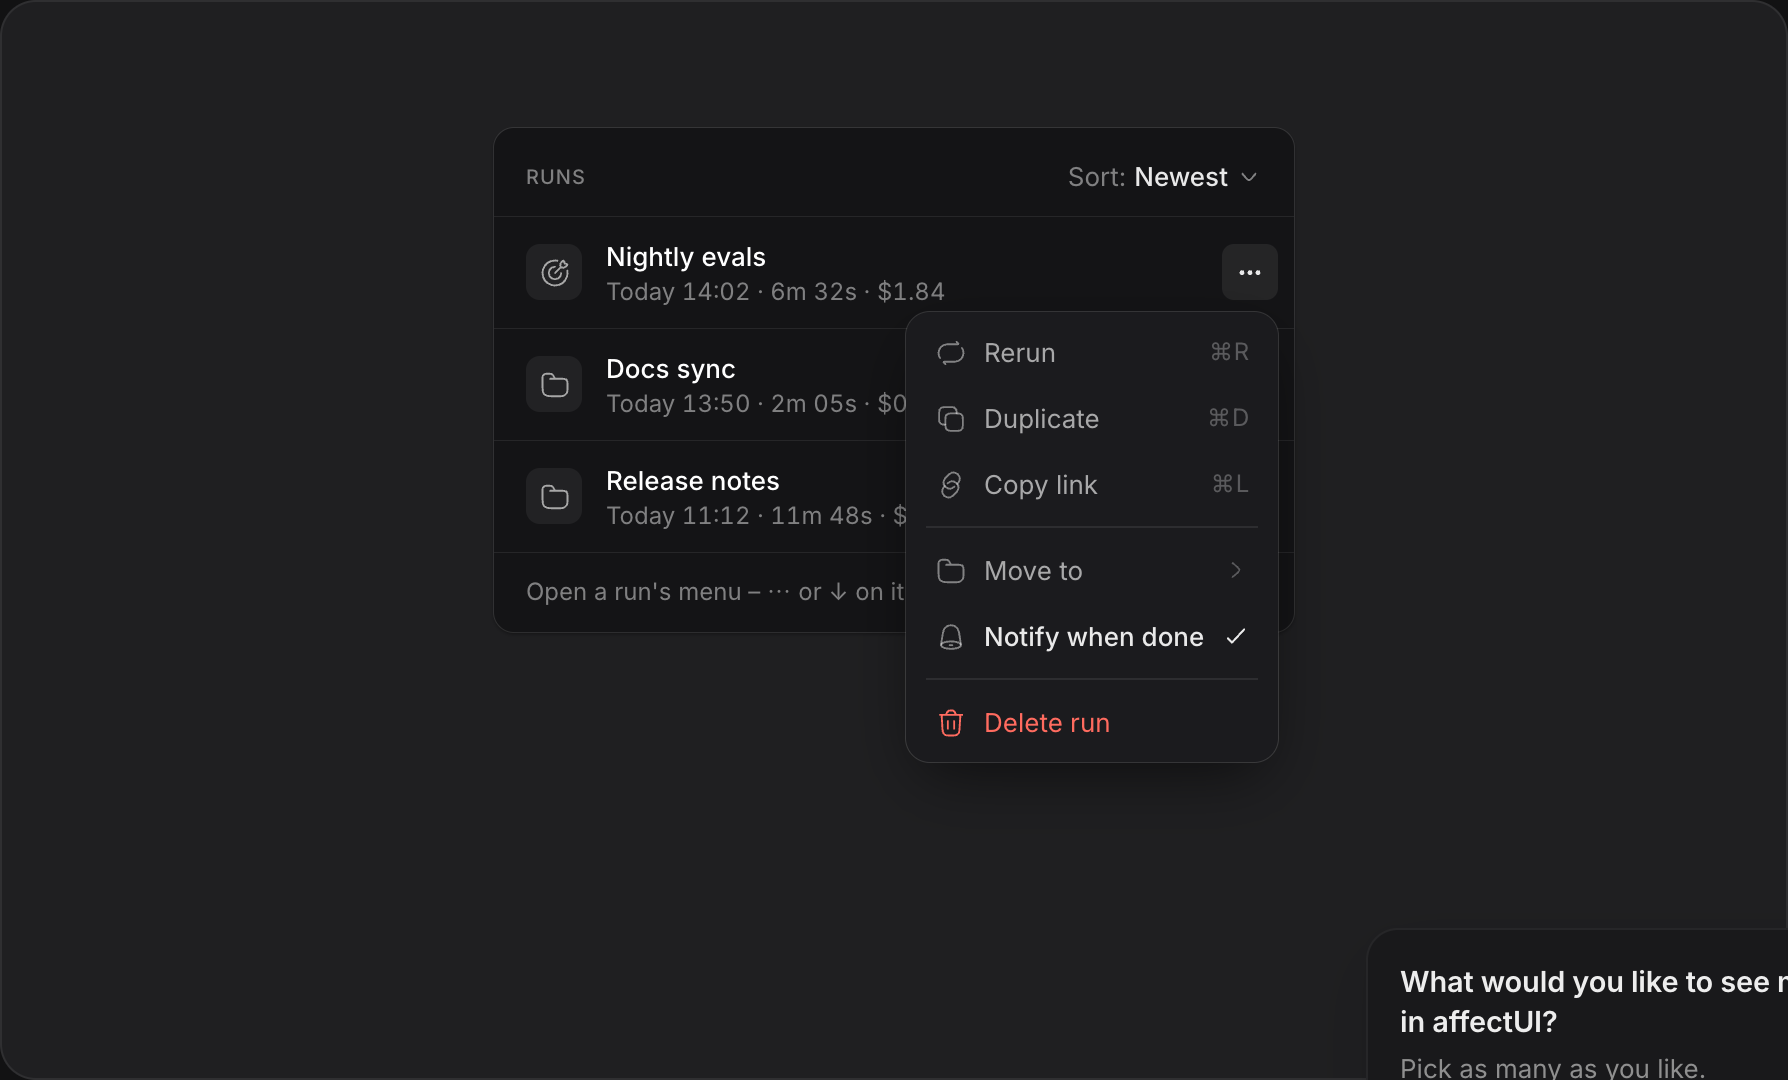 RUNS
Sort: Newest
Nightly evals
Today 14:02 · 6m 32s · $1.84
Docs sync
Today 13:50 · 2m 05s · $0
Release notes
Today 11:12 · 11m 48s · $
Open a run's menu – ··· or ↓ on it
Rerun ⌘R
Duplicate ⌘D
Copy link ⌘L
Move to
Notify when done
Delete run
What would you like to see
in affectUI?
Pick as many as you like.